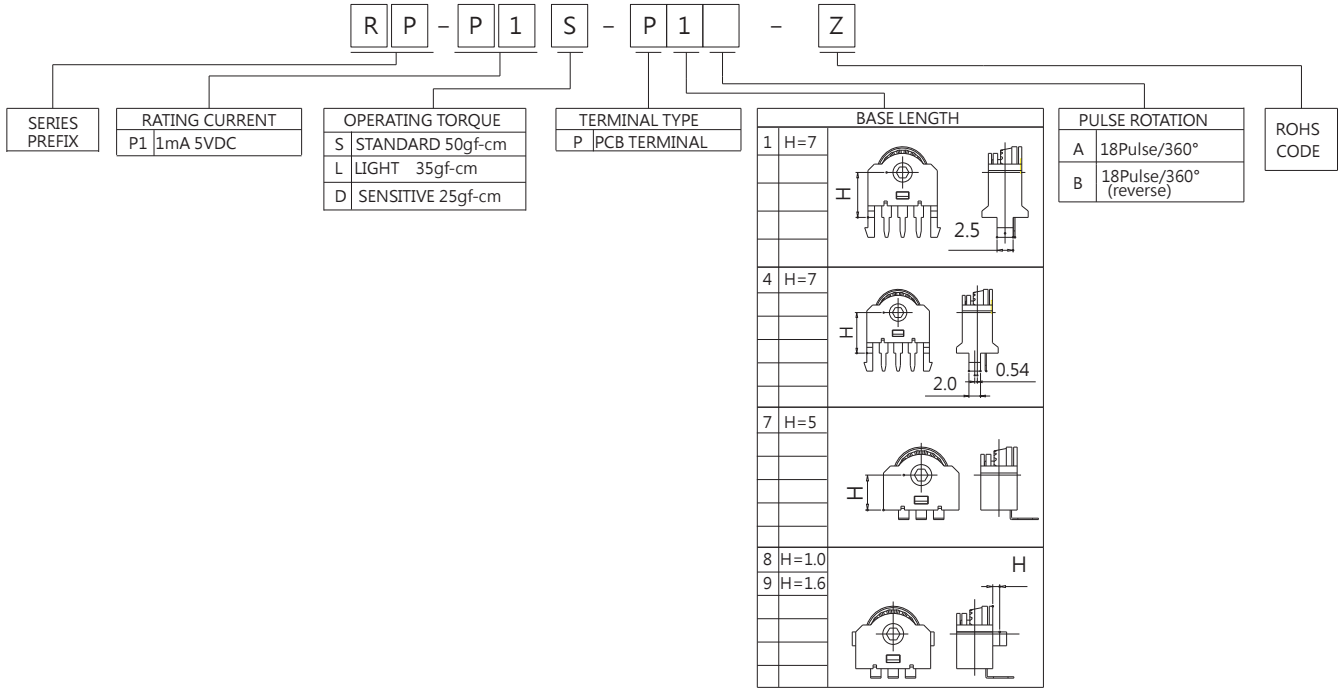 R P - P 1 S - P 1 - Z
SERIES
PREFIX
RATING CURRENT
P1 1mA 5VDC
OPERATING TORQUE
S STANDARD 50gf-cm
L LIGHT 35gf-cm
D SENSITIVE 25gf-cm
TERMINAL TYPE
P PCB TERMINAL
BASE LENGTH
1 H=7
H
2.5
4 H=7
H
2.0
0.54
7 H=5
H
8 H=1.0
9 H=1.6
H
PULSE ROTATION
A 18Pulse/360°
B 18Pulse/360°
(reverse)
ROHS
CODE